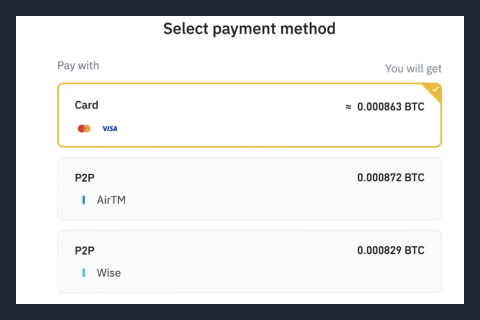 Select payment method
Pay with
You will get
Card
≈ 0.000863 BTC
VISA
P2P
0.000872 BTC
AirTM
P2P
0.000829 BTC
Wise